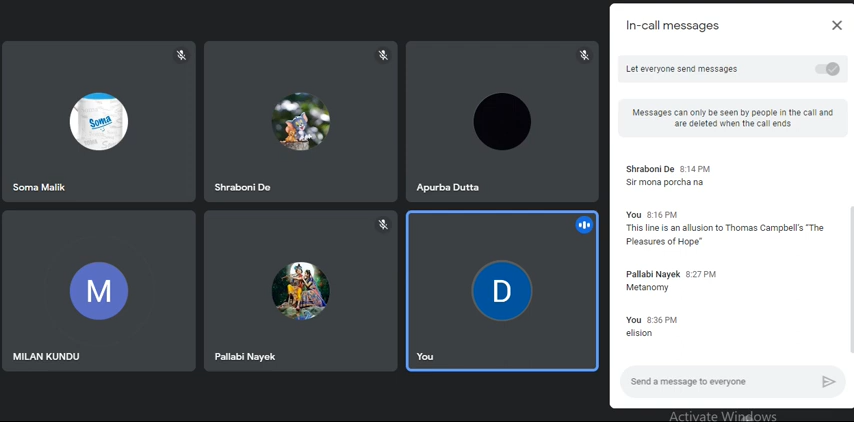 Soma
Soma Malik
Shraboni De
Apurba Dutta
M
MILAN KUNDU
Pallabi Nayek
D
You
In-call messages
Let everyone send messages
Messages can only be seen by people in the call and
are deleted when the call ends
Shraboni De 8:14 PM
Sir mona porcha na
You 8:16 PM
This line is an allusion to Thomas Campbell's "The
Pleasures of Hope"
Pallabi Nayek 8:27 PM
Metanomy
You 8:36 PM
elision
Send a message to everyone
Activate Windows